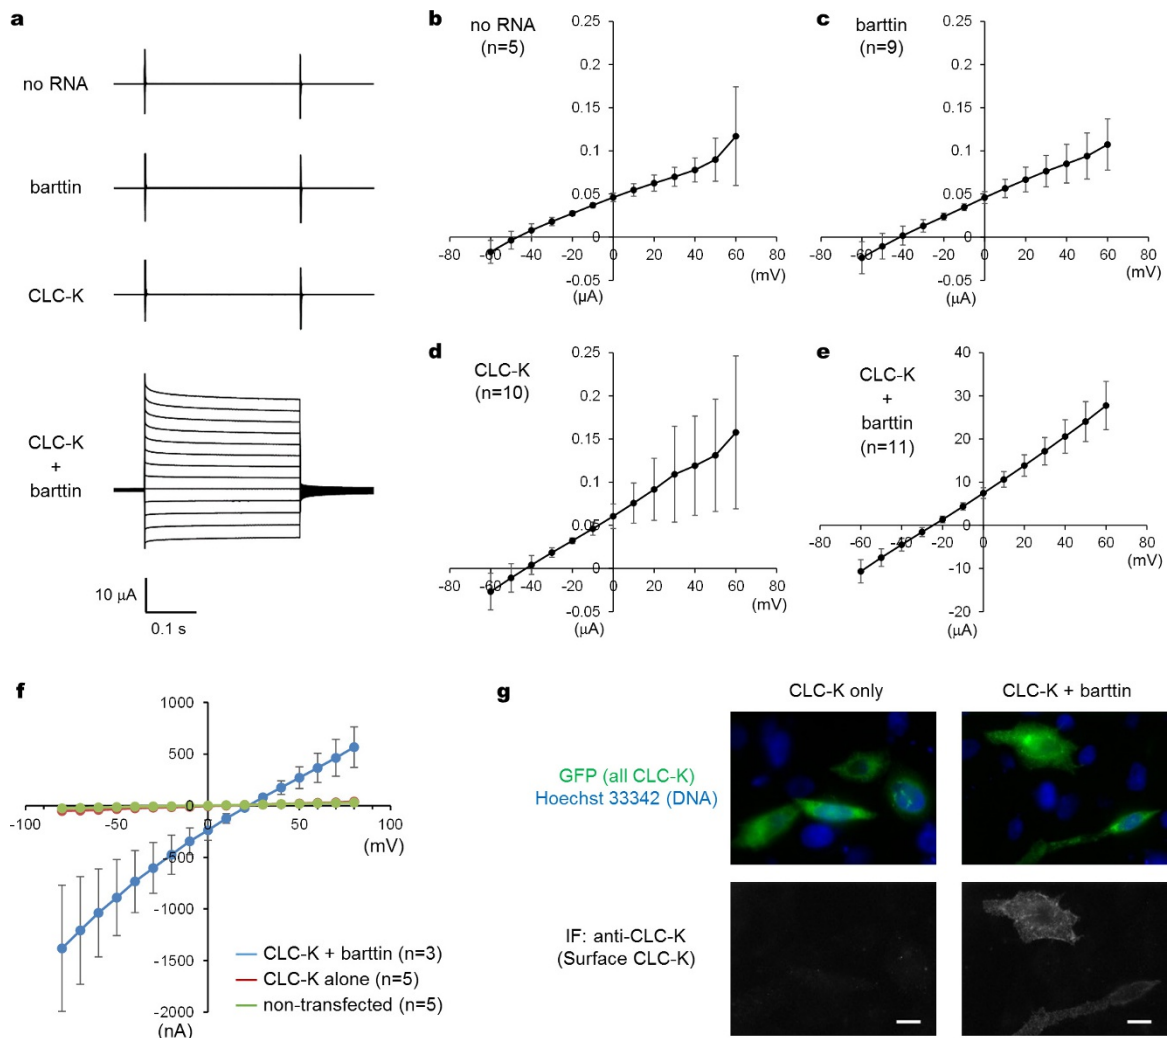 a
no RNA
barttin
CLC-K
CLC-K
+
barttin
10 µA
0.1 s
b
no RNA
(n=5)
0.25
0.2
0.15
0.1
0.05
0
-0.05
-80 -60 -40 -20 0 20 40 60 80
(mV)
(µA)
c
barttin
(n=9)
0.25
0.2
0.15
0.1
0.05
0
-0.05
-80 -60 -40 -20 0 20 40 60 80
(mV)
(µA)
d
CLC-K
(n=10)
0.25
0.2
0.15
0.1
0.05
0
-0.05
-80 -60 -40 -20 0 20 40 60 80
(mV)
(µA)
e
CLC-K
+
barttin
(n=11)
40
30
20
10
0
-10
-20
-80 -60 -40 -20 0 20 40 60 80
(mV)
(µA)
f
1000
500
0
-500
-1000
-1500
-2000
-100 -50 0 50 100
(mV)
(nA)
CLC-K + barttin (n=3)
CLC-K alone (n=5)
non-transfected (n=5)
g
CLC-K only
CLC-K + barttin
GFP (all CLC-K)
Hoechst 33342 (DNA)
IF: anti-CLC-K
(Surface CLC-K)